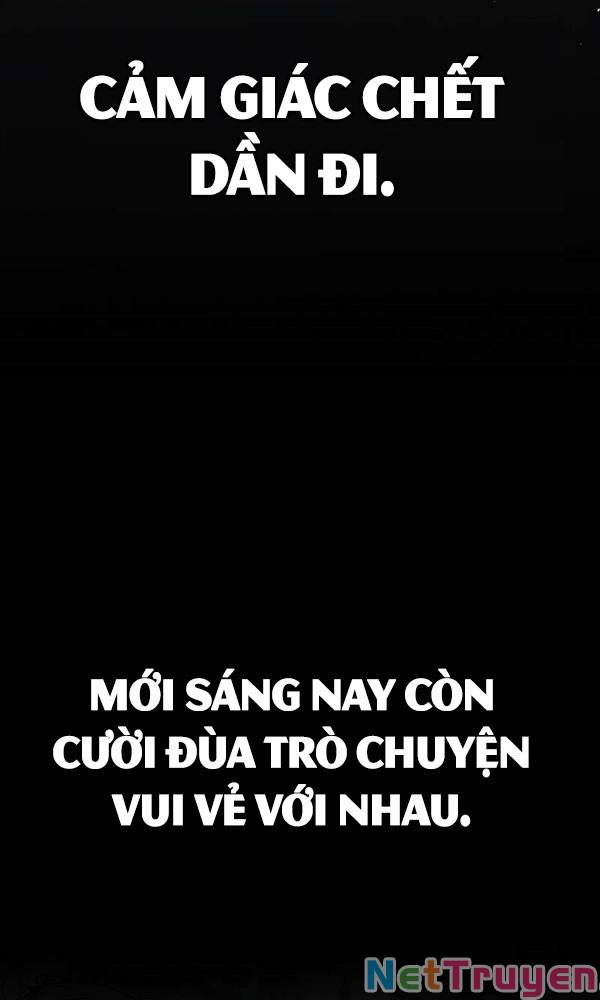 CẢM GIÁC CHẾT
DẦN ĐI.
MỚI SÁNG NAY CÒN
CƯỜI ĐÙA TRÒ CHUYỆN
VUI VẺ VỚI NHAU.
NetTruyen